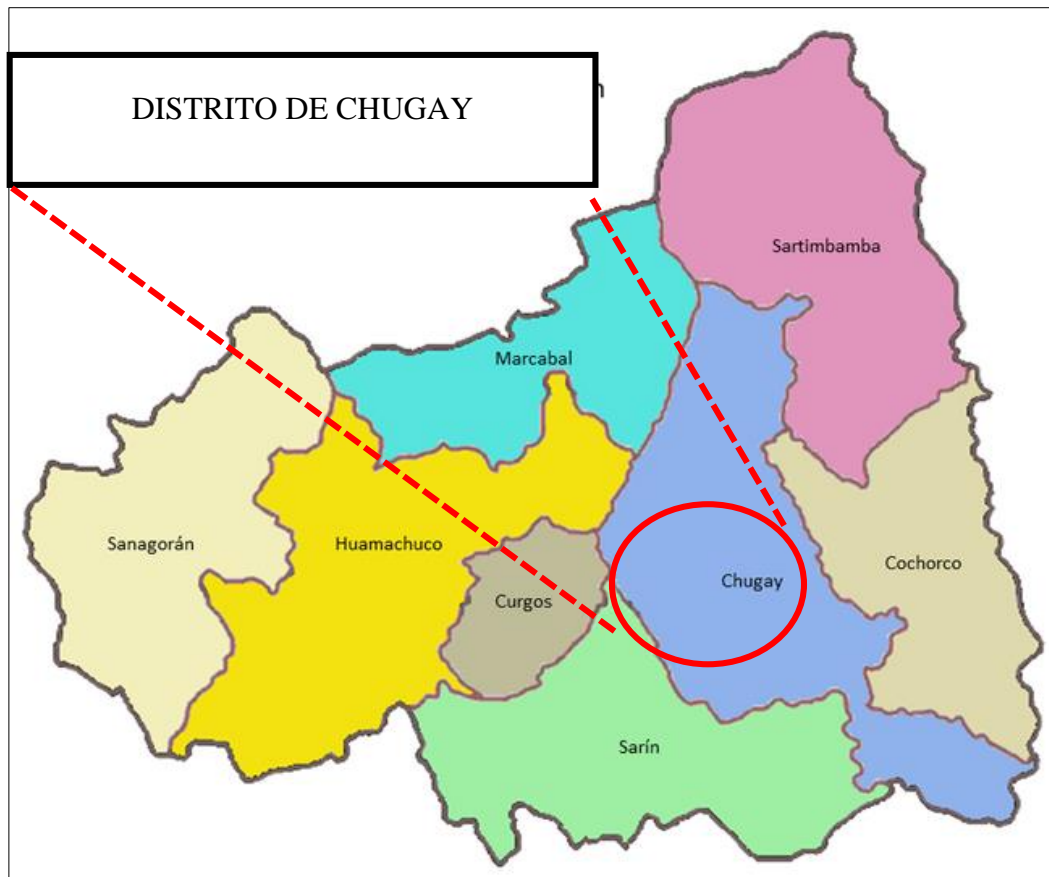 DISTRITO DE CHUGAY
Sartimbamba
Marcabal
Sanagorán
Huamachuco
Curgos
Chugay
Cochorco
Sarín